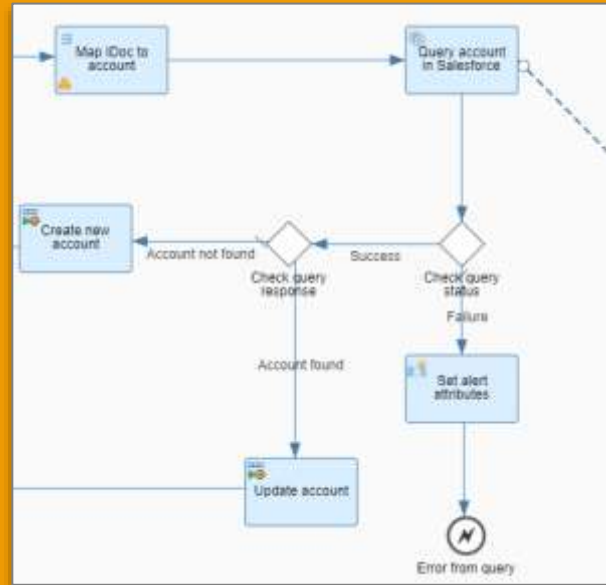 Map IDoc to
account
Query account
in Salesforce
Create new
account
Account not found
Check query
response
Success
Check query
status
Failure
Account found
Set alert
attributes
Update account
Error from query